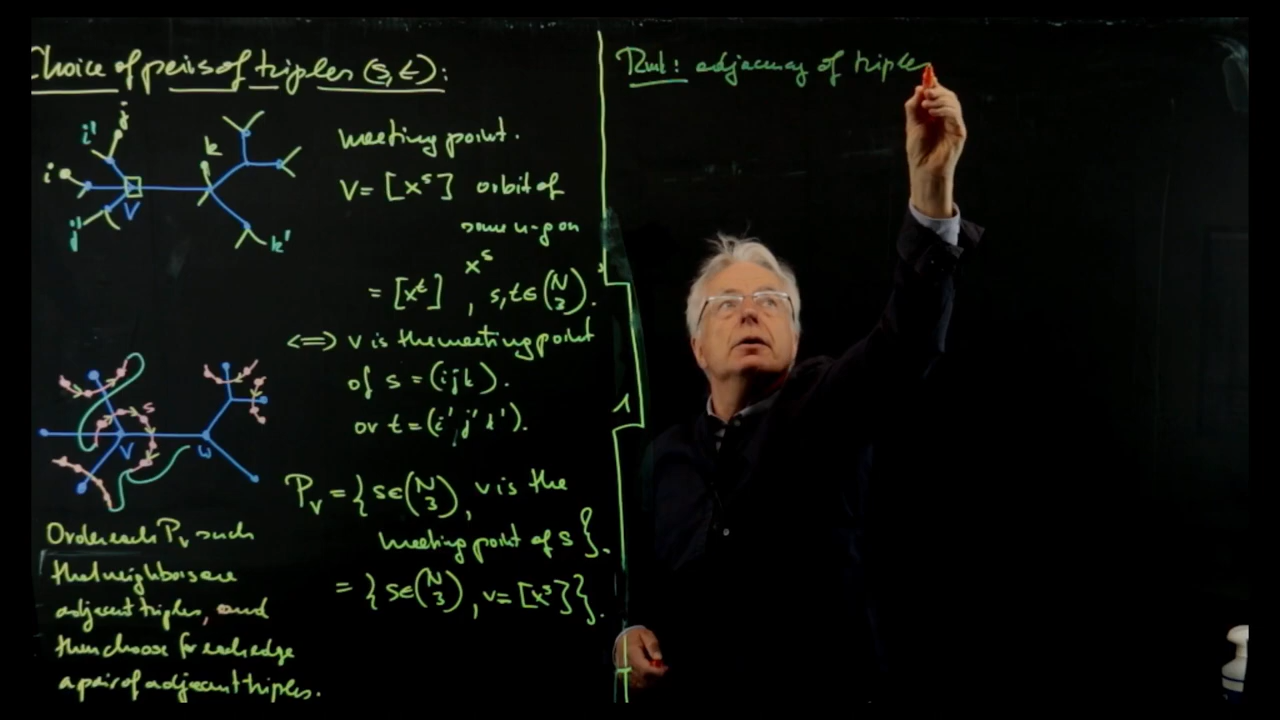 Choice of pairs of triples (s,t):
j
i'
i
k
V
j'
k'
meeting point.
V = [x^s] orbit of
some n-gon
x^s
= [x^t], s,t ∈ (N 3).
<=> v is the meeting point
of s = (ijk).
or t = (i'j'k').
P_v = { s ∈ (N 3), v is the
meeting point of s }.
= { s ∈ (N 3), v = [x^s] }.
s
V
w
Order each P_v such
that neighbors are
adjacent triples, and
then choose for each edge
a pair of adjacent triples.
Rmk: adjacency of triples